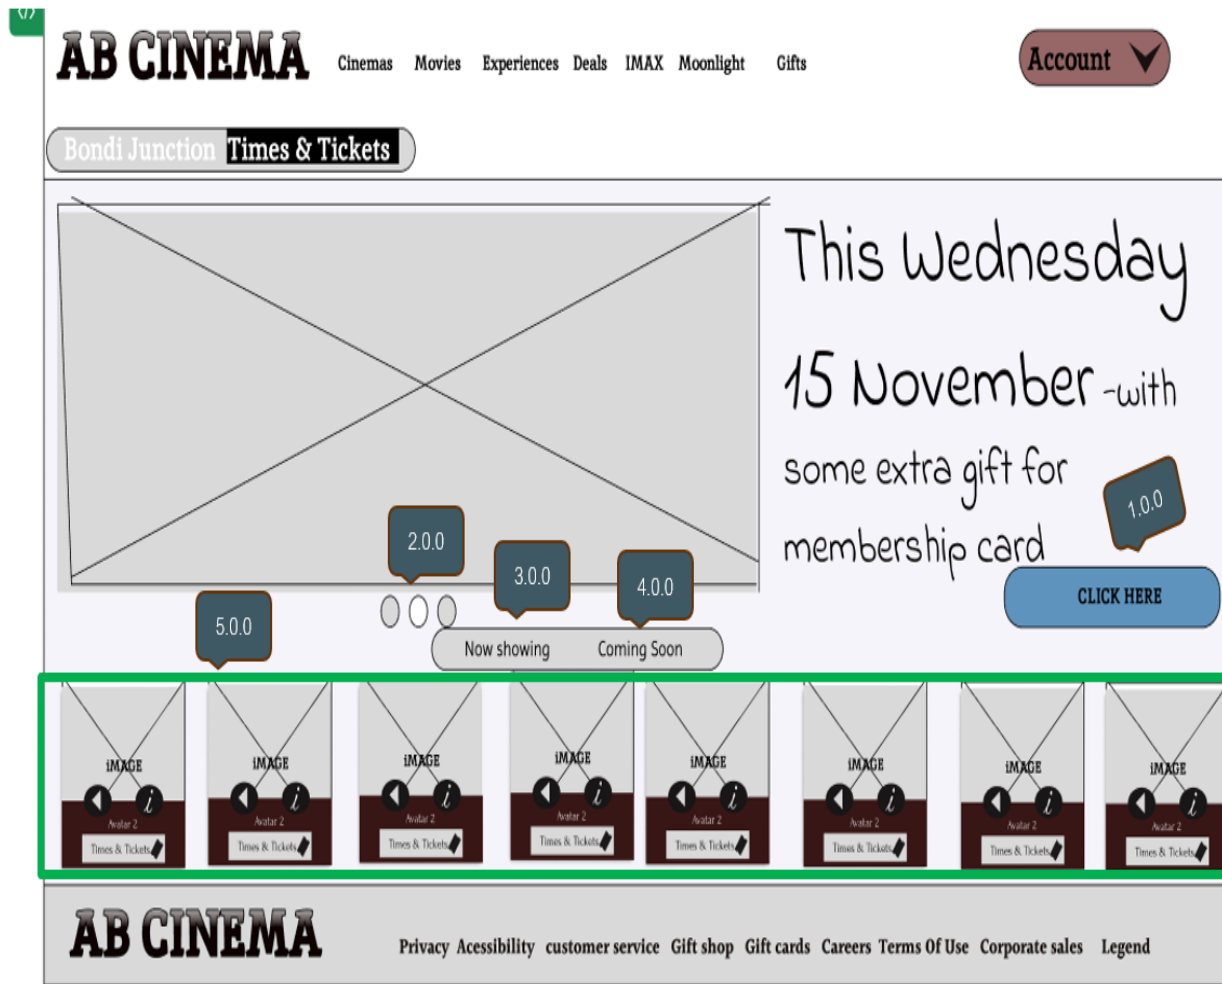 </>
AB CINEMA
Cinemas Movies Experiences Deals IMAX Moonlight Gifts
Account
Bondi Junction Times & Tickets
This Wednesday
15 November -with
some extra gift for
membership card
1.0.0
CLICK HERE
2.0.0
3.0.0
4.0.0
5.0.0
Now showing Coming Soon
iMAGE iMAGE iMAGE iMAGE iMAGE iMAGE iMAGE iMAGE
i i i i i i i i
Avatar 2 Avatar 2 Avatar 2 Avatar 2 Avatar 2 Avatar 2 Avatar 2 Avatar 2
Times & Tickets Times & Tickets Times & Tickets Times & Tickets Times & Tickets Times & Tickets Times & Tickets Times & Tickets
AB CINEMA
Privacy Acessibility customer service Gift shop Gift cards Careers Terms Of Use Corporate sales Legend